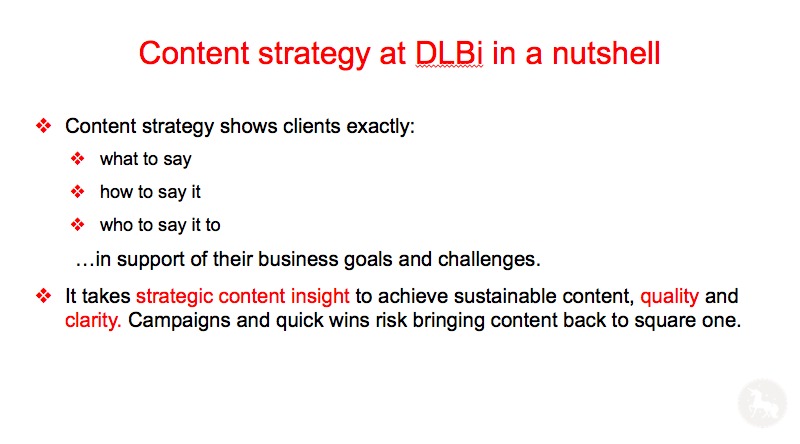 Content strategy at DLBi in a nutshell
Content strategy shows clients exactly:
what to say
how to say it
who to say it to
…in support of their business goals and challenges.
It takes strategic content insight to achieve sustainable content, quality and
clarity. Campaigns and quick wins risk bringing content back to square one.